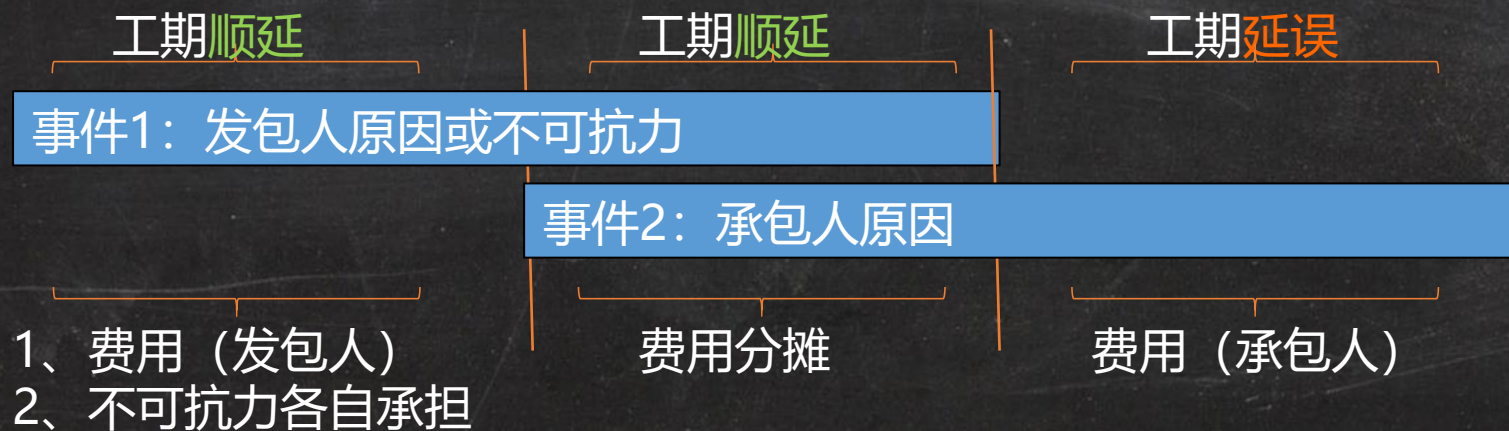 工期顺延
工期顺延
工期延误
事件1：发包人原因或不可抗力
事件2：承包人原因
1、费用（发包人）
2、不可抗力各自承担
费用分摊
费用（承包人）